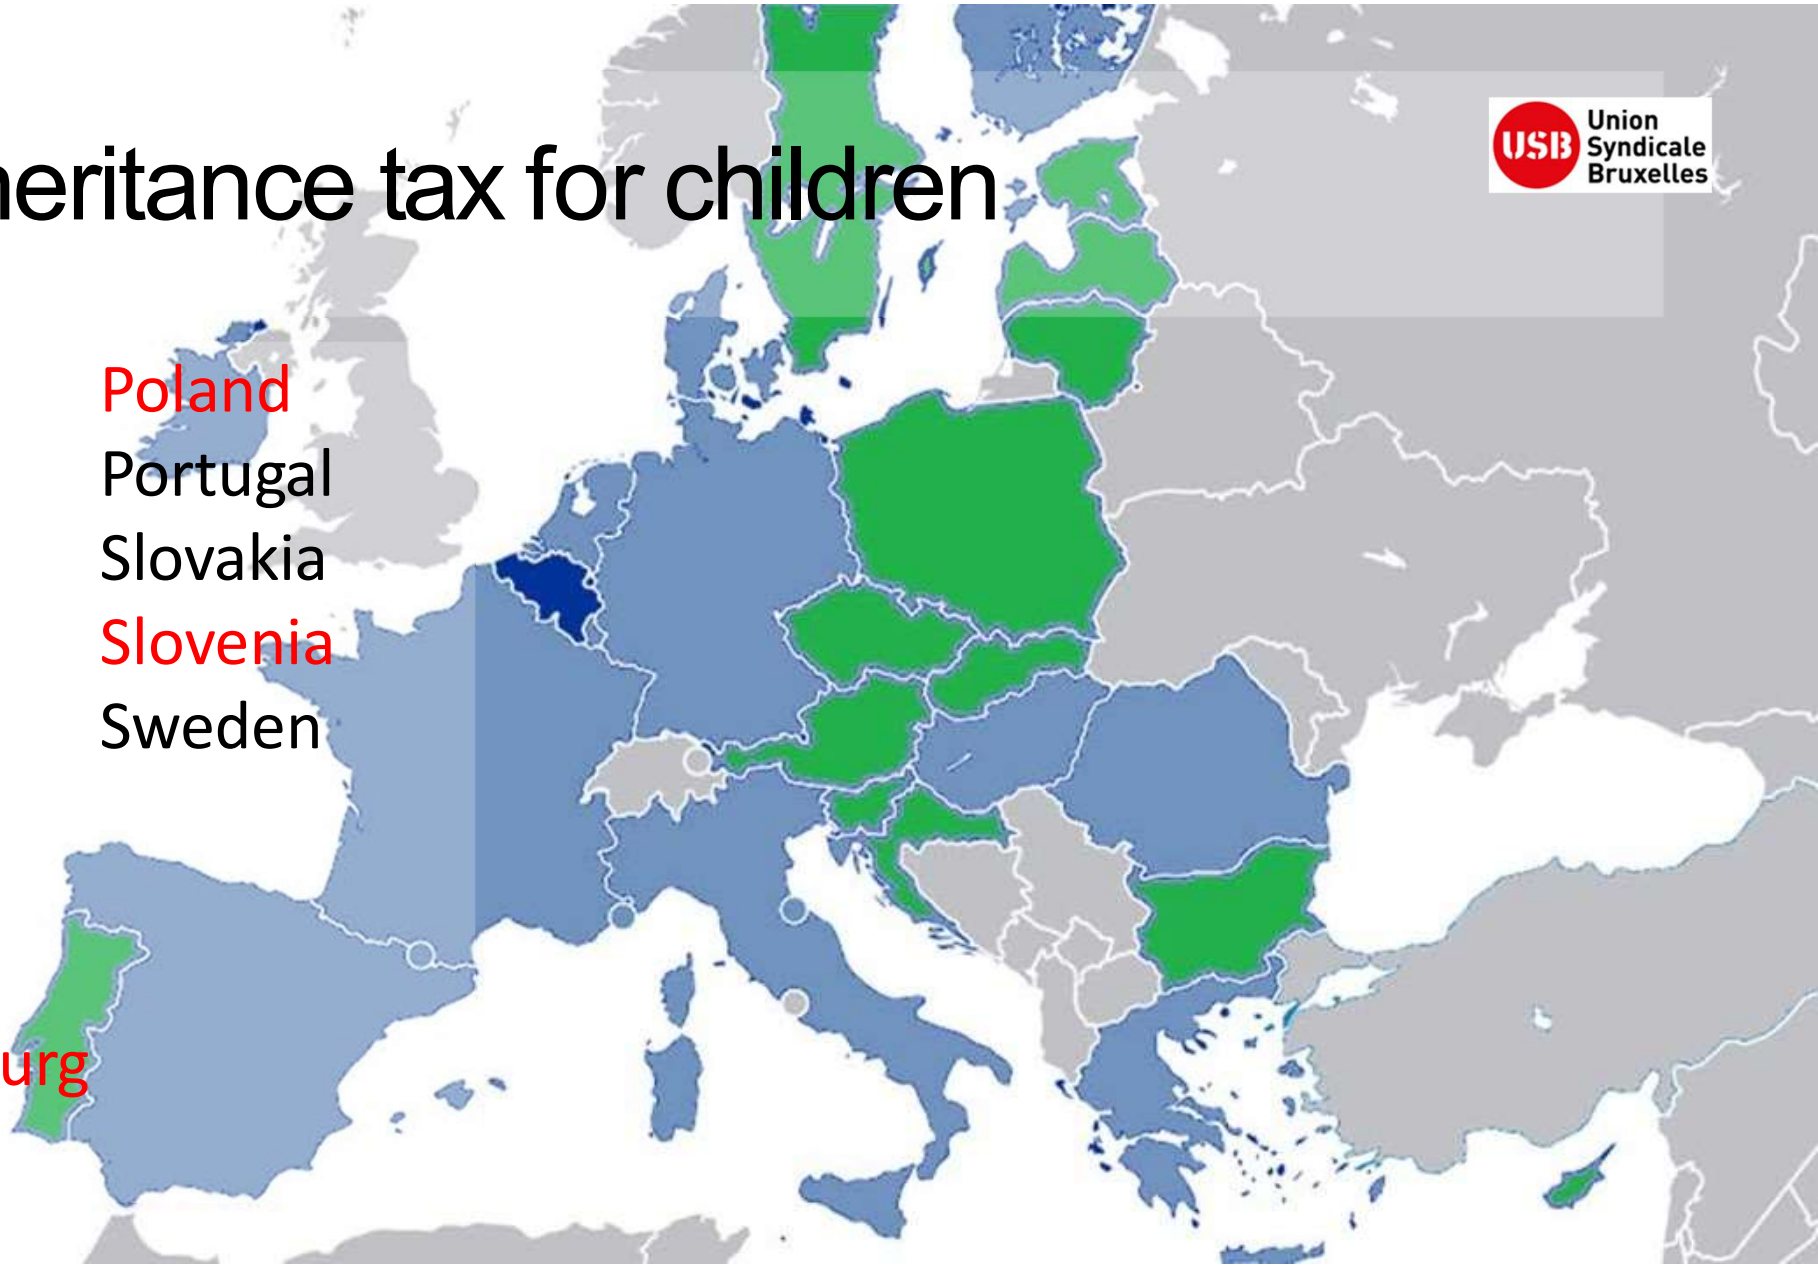 heritance tax for children
USB
Union
Syndicale
Bruxelles
Poland
Portugal
Slovakia
Slovenia
Sweden
urg